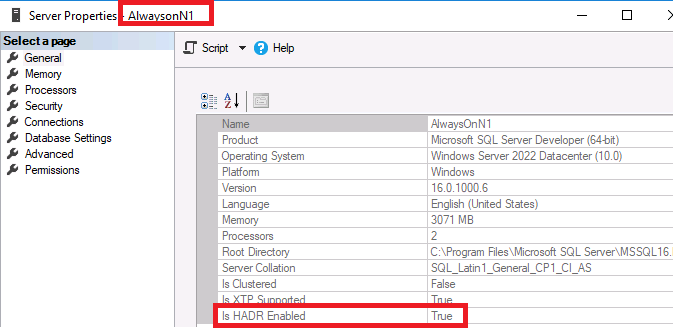 Server Properties - AlwaysonN1
Select a page
General
Memory
Processors
Security
Connections
Database Settings
Advanced
Permissions
Script
Help
Name AlwaysOnN1
Product Microsoft SQL Server Developer (64-bit)
Operating System Windows Server 2022 Datacenter (10.0)
Platform Windows
Version 16.0.1000.6
Language English (United States)
Memory 3071 MB
Processors 2
Root Directory C:\Program Files\Microsoft SQL Server\MSSQL16.
Server Collation SQL_Latin1_General_CP1_CI_AS
Is Clustered False
Is XTP Supported True
Is HADR Enabled True